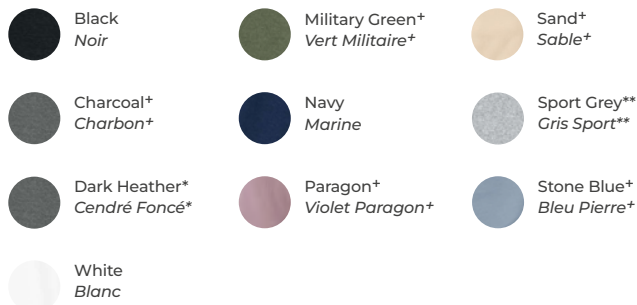 Black
Noir
Military Green+
Vert Militaire+
Sand+
Sable+
Charcoal+
Charbon+
Navy
Marine
Sport Grey**
Gris Sport**
Dark Heather*
Cendré Foncé*
Paragon+
Violet Paragon+
Stone Blue+
Bleu Pierre+
White
Blanc